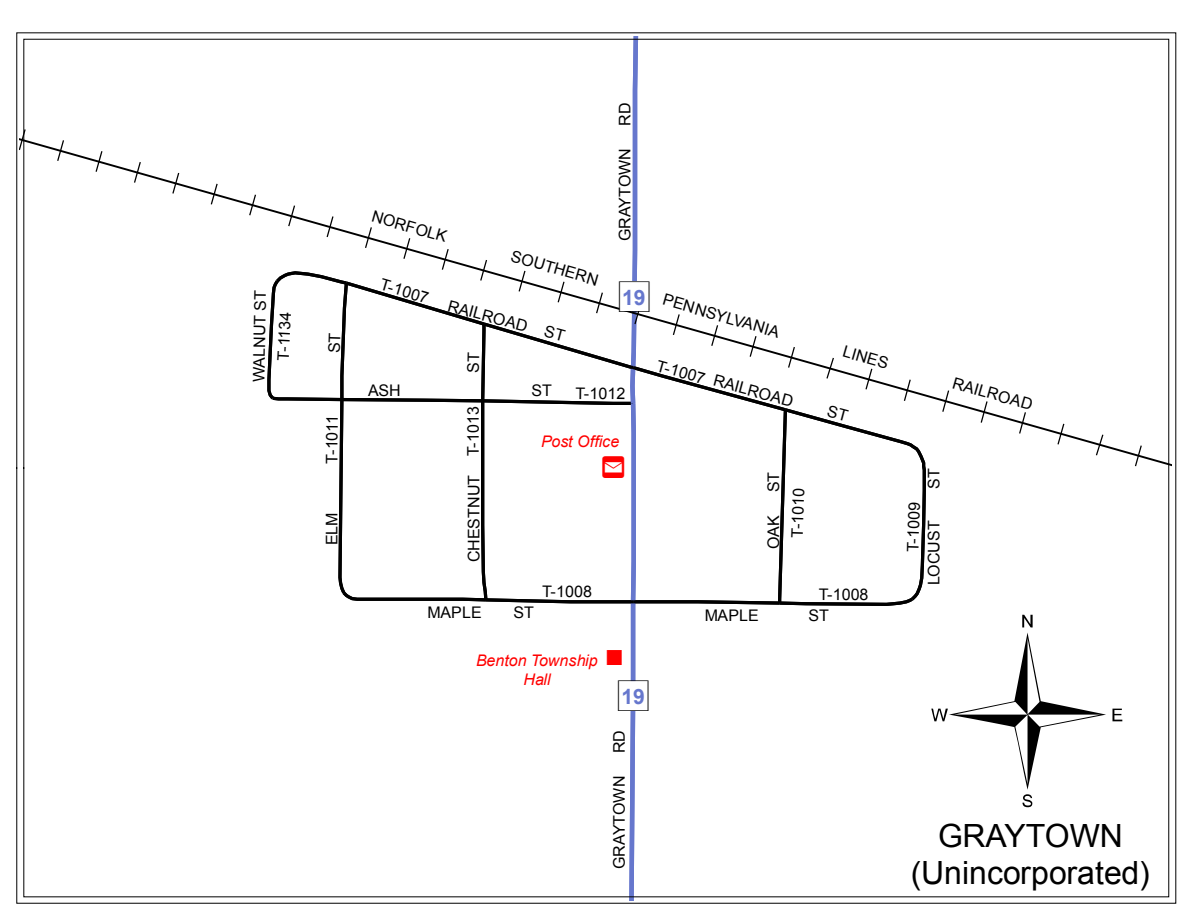 GRAYTOWN RD
NORFOLK SOUTHERN PENNSYLVANIA LINES RAILROAD
19
T-1007 RAILROAD ST
T-1007 RAILROAD ST
WALNUT ST
T-1134
ASH ST T-1012
ELM T-1011 ST
CHESTNUT T-1013 ST
Post Office
OAK ST
T-1010
T-1009
LOCUST ST
T-1008
MAPLE ST
T-1008
MAPLE ST
Benton Township
Hall
19
GRAYTOWN RD
N
W
E
S
GRAYTOWN
(Unincorporated)